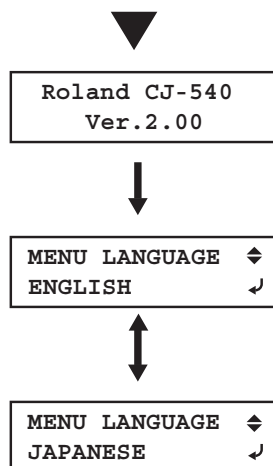 Roland CJ-540
Ver.2.00
MENU LANGUAGE
ENGLISH
MENU LANGUAGE
JAPANESE